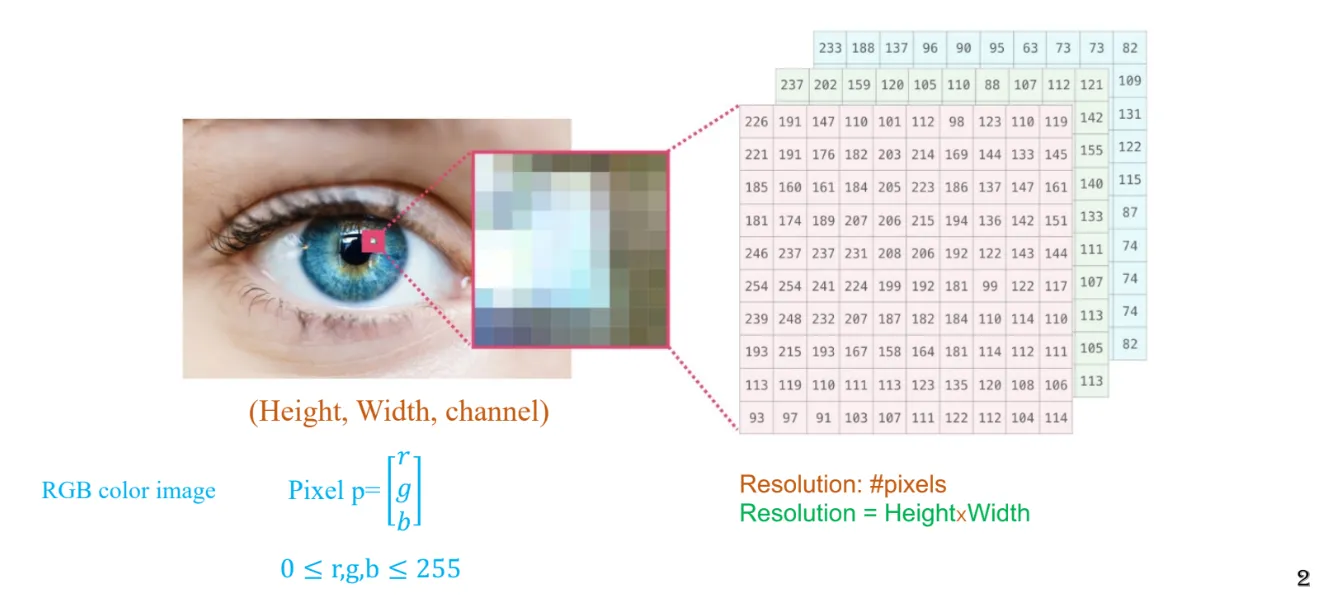 233 188 137 96 90 95 63 73 73 82
237 202 159 120 105 110 88 107 112 121 109
226 191 147 110 101 112 98 123 110 119 142 131
221 191 176 182 203 214 169 144 133 145 155 122
185 160 161 184 205 223 186 137 147 161 140 115
181 174 189 207 206 215 194 136 142 151 133 87
246 237 237 231 208 206 192 122 143 144 111 74
254 254 241 224 199 192 181 99 122 117 107 74
239 248 232 207 187 182 184 110 114 110 113 74
193 215 193 167 158 164 181 114 112 111 105 82
113 119 110 111 113 123 135 120 108 106 113
93 97 91 103 107 111 122 112 104 114
(Height, Width, channel)
RGB color image
Pixel p=[r g b]
0 ≤ r,g,b ≤ 255
Resolution: #pixels
Resolution = HeightxWidth
2